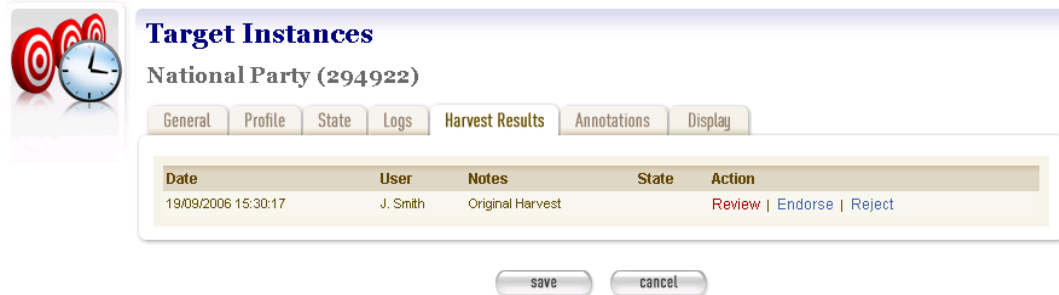 Target Instances
National Party (294922)
General Profile State Logs Harvest Results Annotations Display
Date User Notes State Action
19/09/2006 15:30:17 J. Smith Original Harvest Review | Endorse | Reject
save cancel